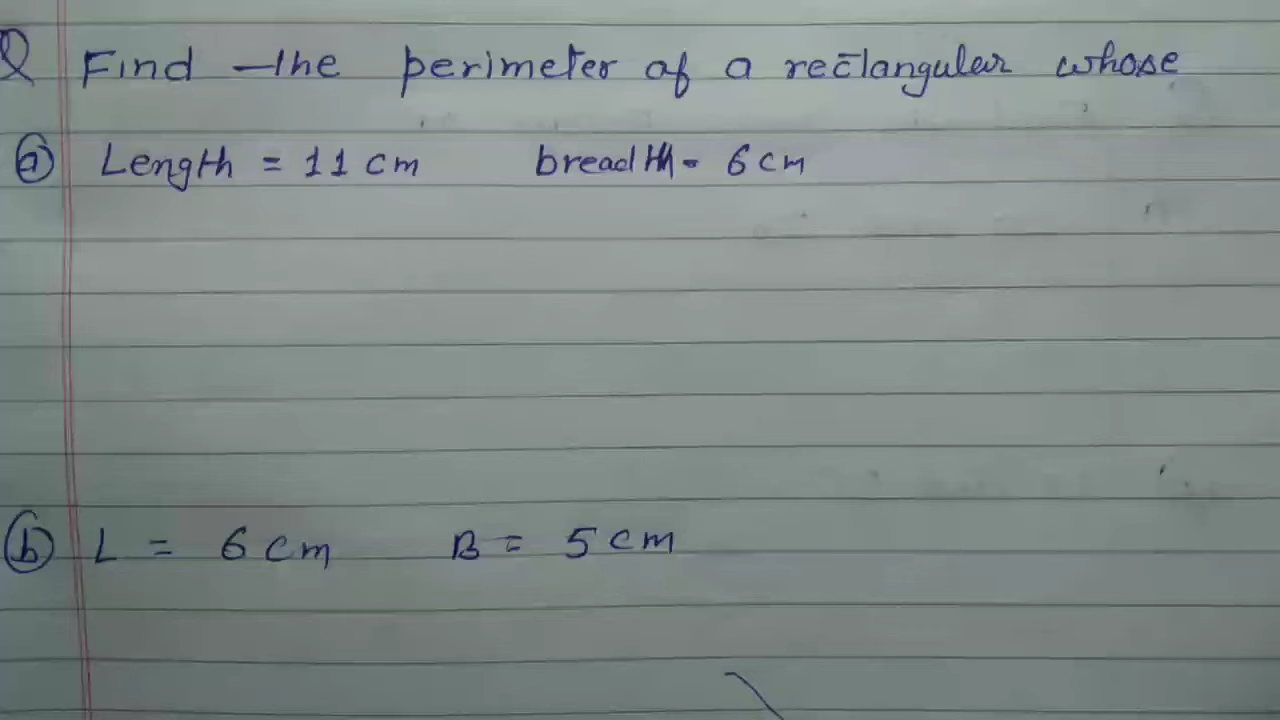 Q Find the perimeter of a rectangular whose
(a) Length = 11 cm breadth = 6 cm
(b) L = 6 cm B = 5 cm